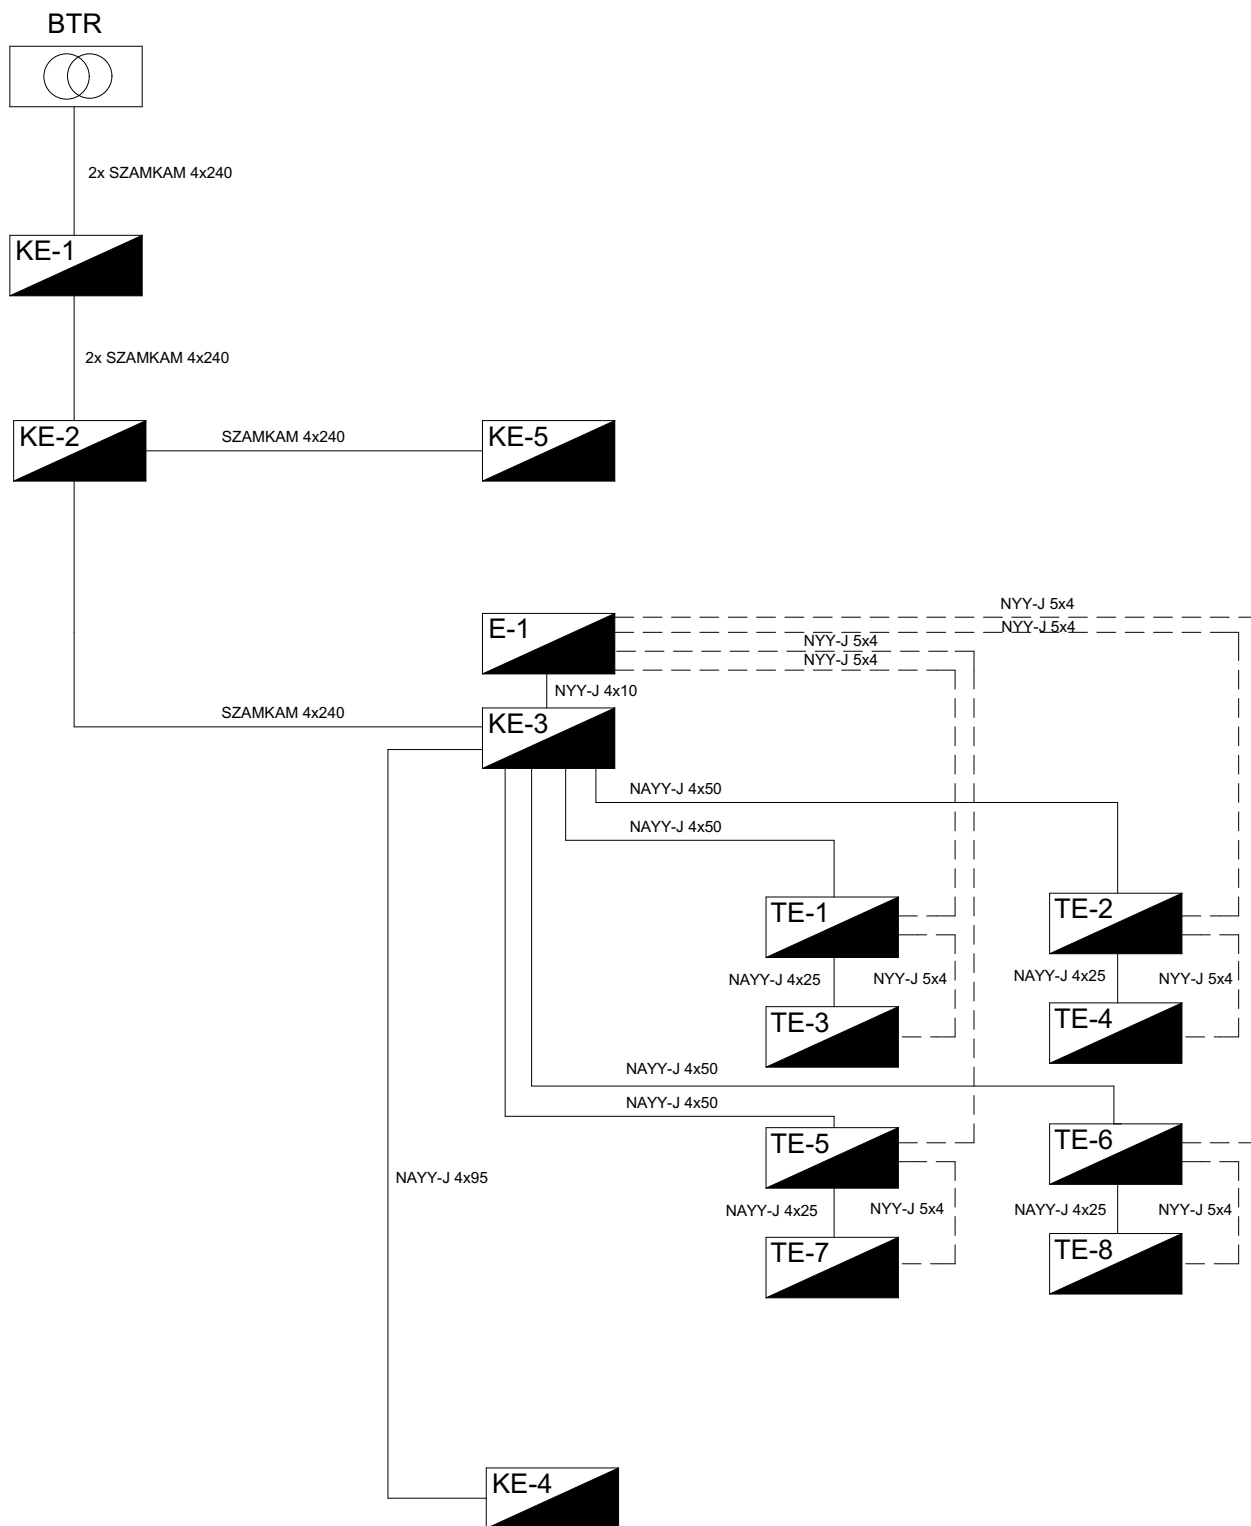 BTR
2x SZAMKAM 4x240
KE-1
2x SZAMKAM 4x240
KE-2
SZAMKAM 4x240
KE-5
NYY-J 5x4
E-1
NYY-J 5x4
NYY-J 5x4
NYY-J 5x4
NYY-J 4x10
SZAMKAM 4x240
KE-3
NAYY-J 4x50
NAYY-J 4x50
TE-1
TE-2
NAYY-J 4x25
NYY-J 5x4
NAYY-J 4x25
NYY-J 5x4
TE-3
TE-4
NAYY-J 4x50
NAYY-J 4x50
TE-5
TE-6
NAYY-J 4x95
NAYY-J 4x25
NYY-J 5x4
NAYY-J 4x25
NYY-J 5x4
TE-7
TE-8
KE-4